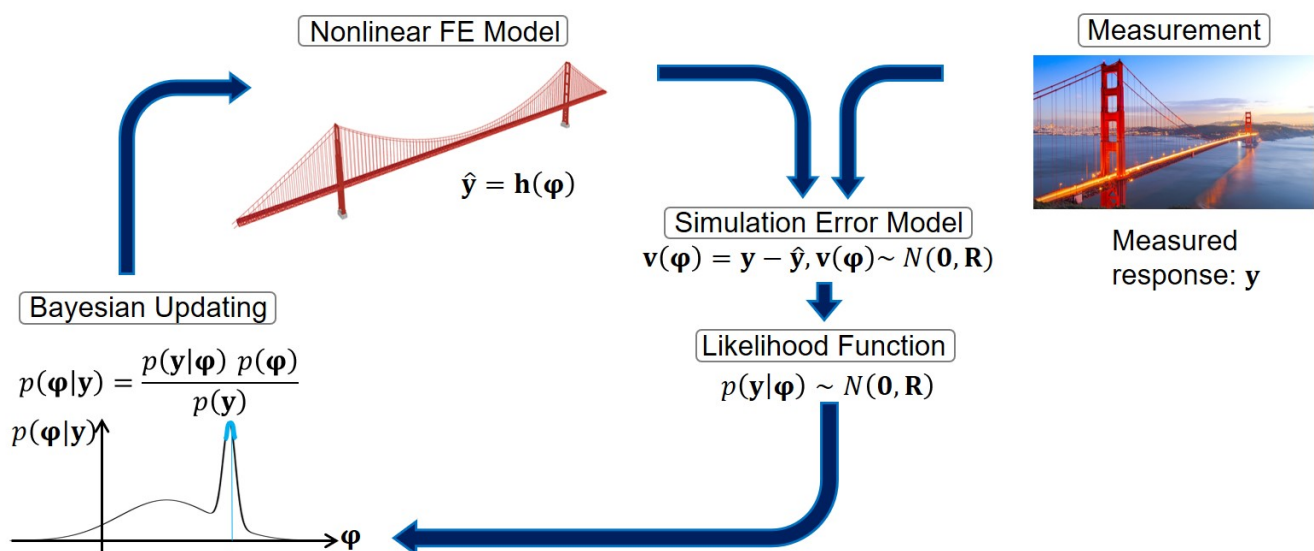 Nonlinear FE Model
ŷ = h(φ)
Measurement
Measured
response: y
Simulation Error Model
v(φ) = y − ŷ, v(φ)~ N(0, R)
Likelihood Function
p(y|φ) ~ N(0, R)
Bayesian Updating
p(φ|y) = p(y|φ) p(φ)
p(y)
p(φ|y)
φ